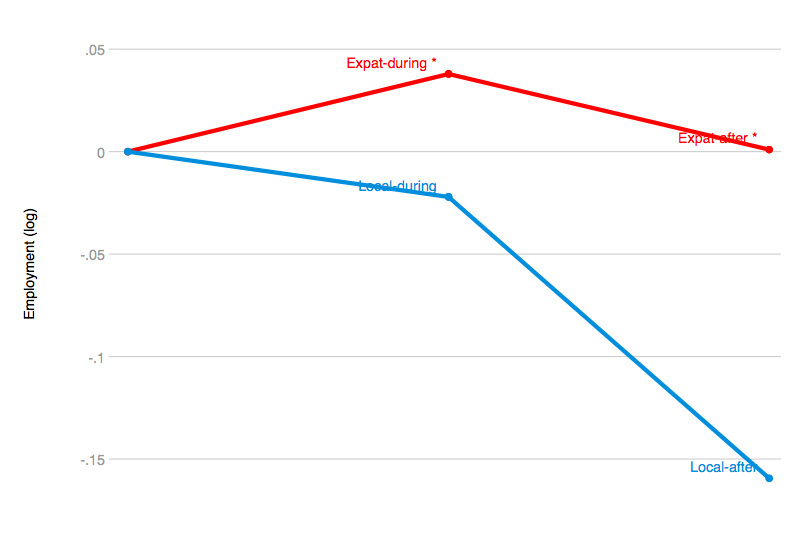 .05
Expat-during *
Expat-after *
0
Local-during
Employment (log)
-.05
-.1
-.15
Local-after